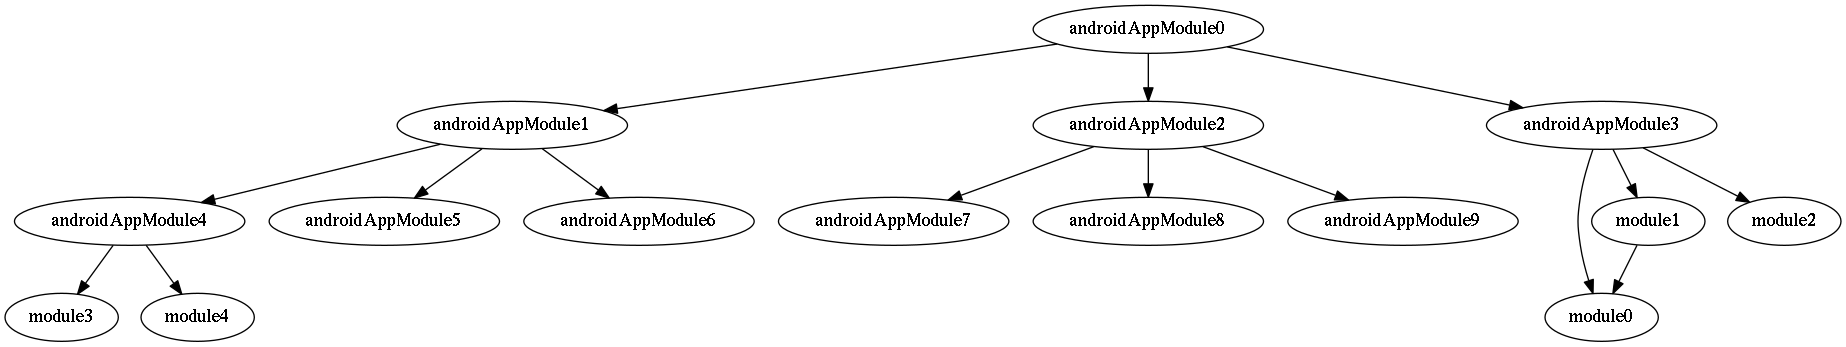 androidAppModule0
androidAppModule1
androidAppModule2
androidAppModule3
androidAppModule4
androidAppModule5
androidAppModule6
androidAppModule7
androidAppModule8
androidAppModule9
module1
module2
module3
module4
module0